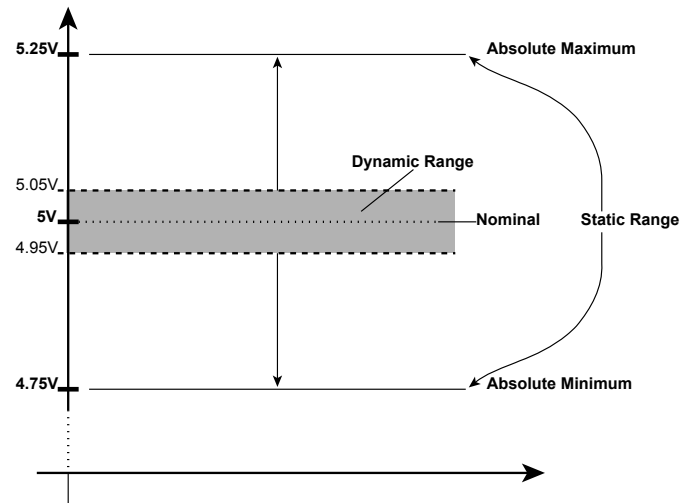 5.25V
Absolute Maximum
Dynamic Range
5.05V
5V
Nominal
Static Range
4.95V
4.75V
Absolute Minimum